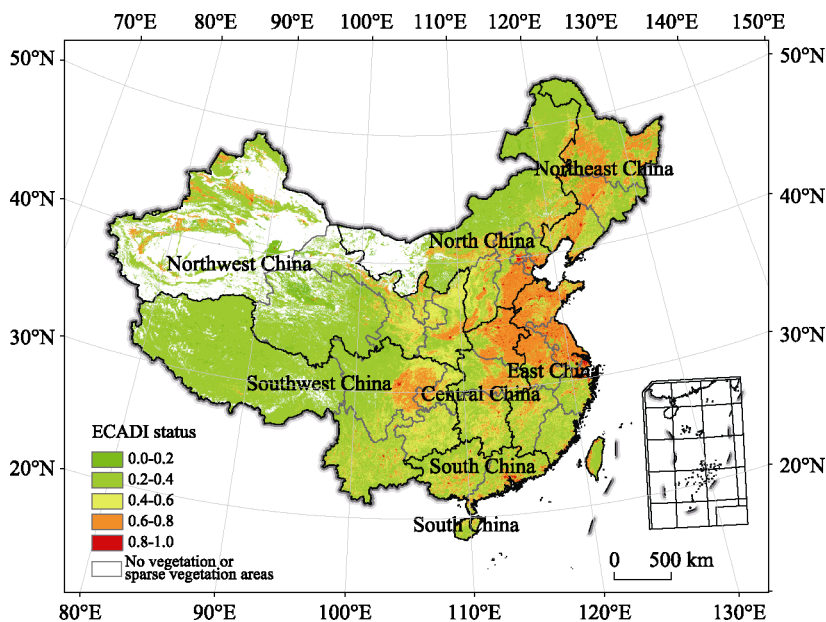 70°E 80°E 90°E 100°E 110°E 120°E 130°E 140°E 150°E
50°N 50°N
Northeast China
40°N 40°N
North China
Northwest China
30°N 30°N
East China
Southwest China
Central China
ECADI status
0.0-0.2
20°N South China 20°N
0.2-0.4
0.4-0.6
0.6-0.8
South China
0.8-1.0
No vegetation or
sparse vegetation areas
0 500 km
80°E 90°E 100°E 110°E 120°E 130°E